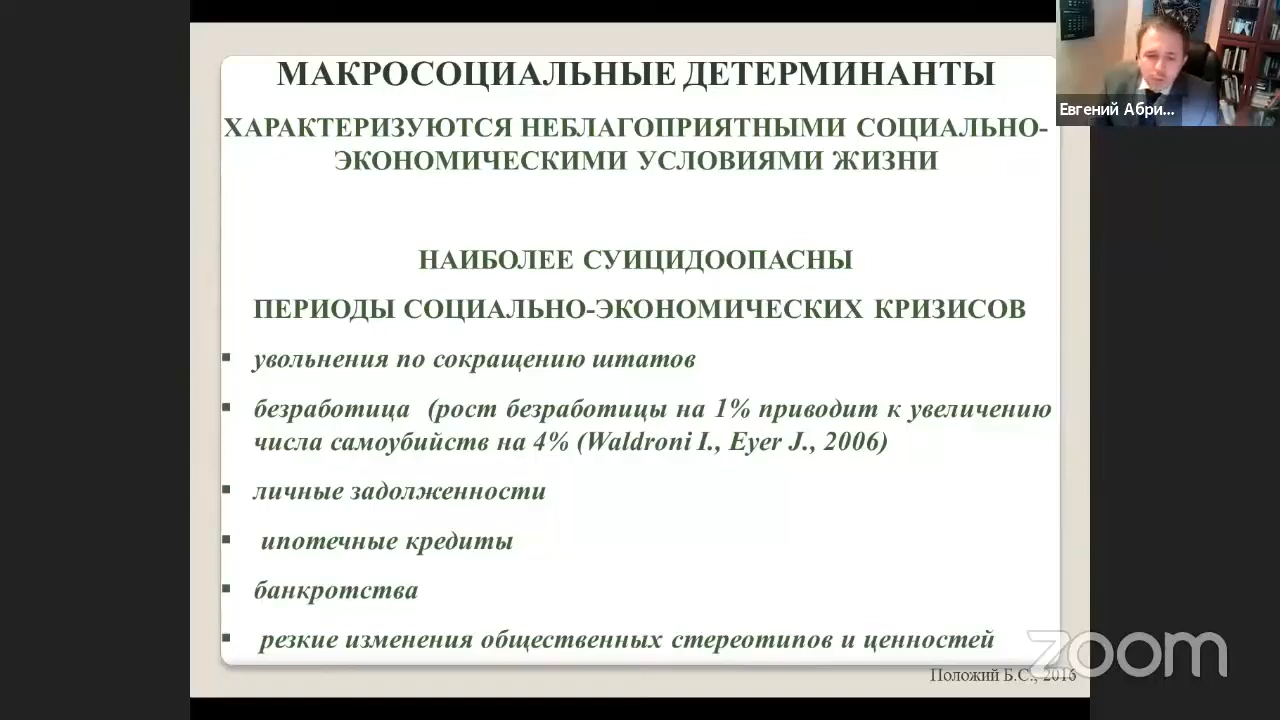 МАКРОСОЦИАЛЬНЫЕ ДЕТЕРМИНАНТЫ
ХАРАКТЕРИЗУЮТСЯ НЕБЛАГОПРИЯТНЫМИ СОЦИАЛЬНО-
ЭКОНОМИЧЕСКИМИ УСЛОВИЯМИ ЖИЗНИ
Евгений Абри...
НАИБОЛЕЕ СУИЦИДООПАСНЫ
ПЕРИОДЫ СОЦИАЛЬНО-ЭКОНОМИЧЕСКИХ КРИЗИСОВ
▪ увольнения по сокращению штатов
▪ безработица (рост безработицы на 1% приводит к увеличению
числа самоубийств на 4% (Waldroni I., Eyer J., 2006)
▪ личные задолженности
▪ ипотечные кредиты
▪ банкротства
▪ резкие изменения общественных стереотипов и ценностей
zoom
Положий Б.С., 2016